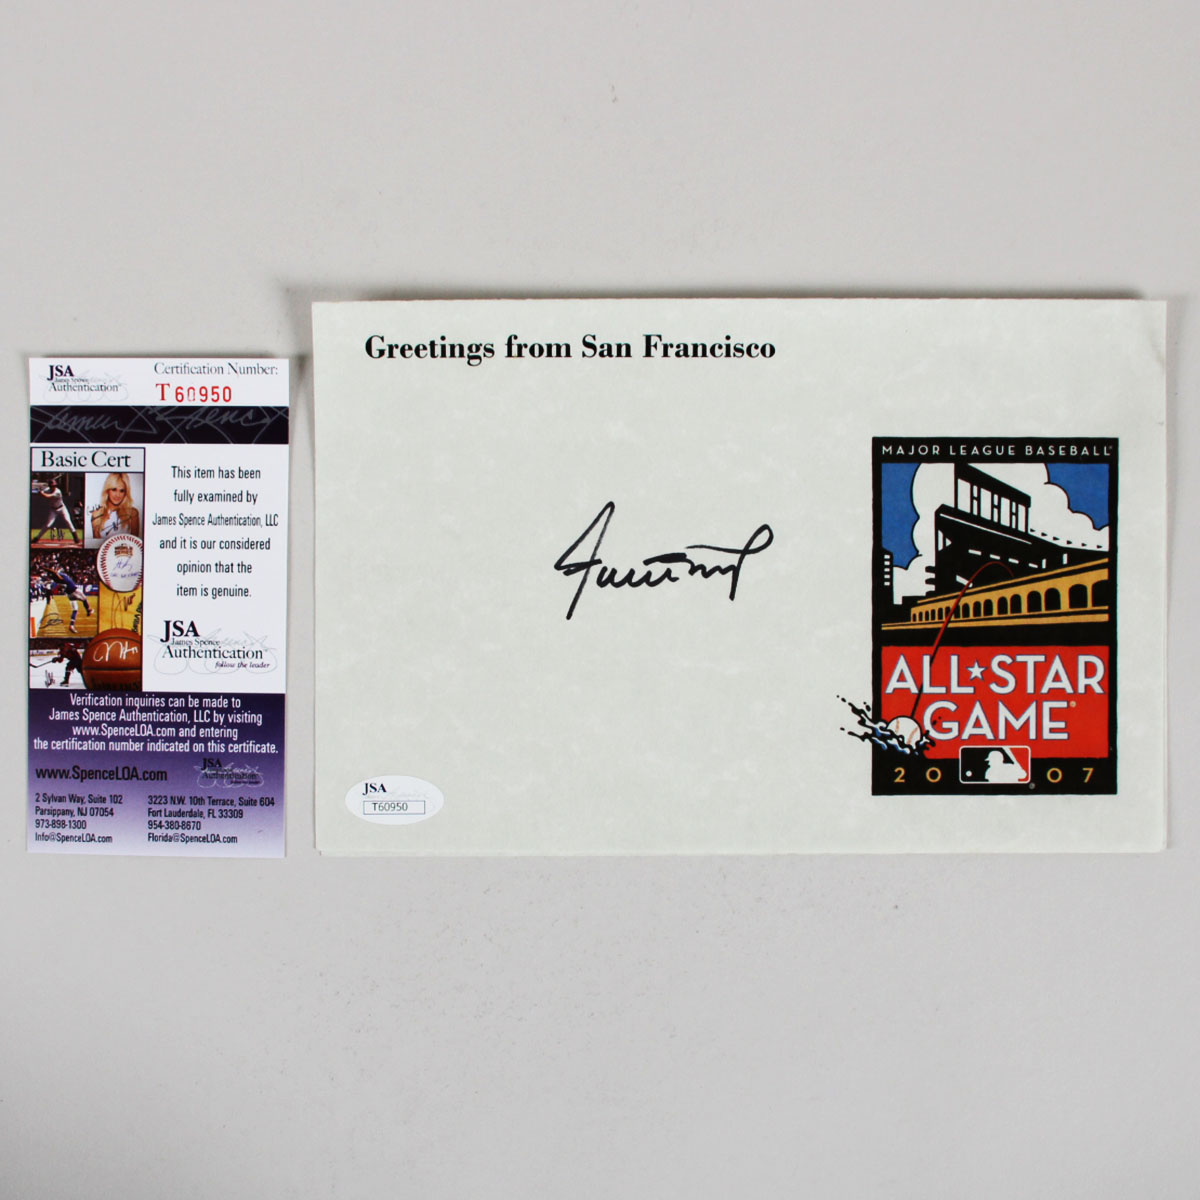 JSA
James Spence
Authentication
Certification Number:
T60950
Basic Cert
This item has been
fully examined by
James Spence Authentication, LLC
and it is our considered
opinion that the
item is genuine.
JSA
James Spence
Authentication
follow the leader
Verification inquiries can be made to
James Spence Authentication, LLC by visiting
www.SpenceLOA.com and entering
the certification number indicated on this certificate.
www.SpenceLOA.com
JSA
Authentication
2 Sylvan Way, Suite 102
Parsippany, NJ 07054
973-898-1300
Info@SpenceLOA.com
3223 N.W. 10th Terrace, Suite 604
Fort Lauderdale, FL 33309
954-380-8670
Florida@SpenceLOA.com
Greetings from San Francisco
MAJOR LEAGUE BASEBALL
ALL★STAR
GAME®
20 07
JSA
T60950